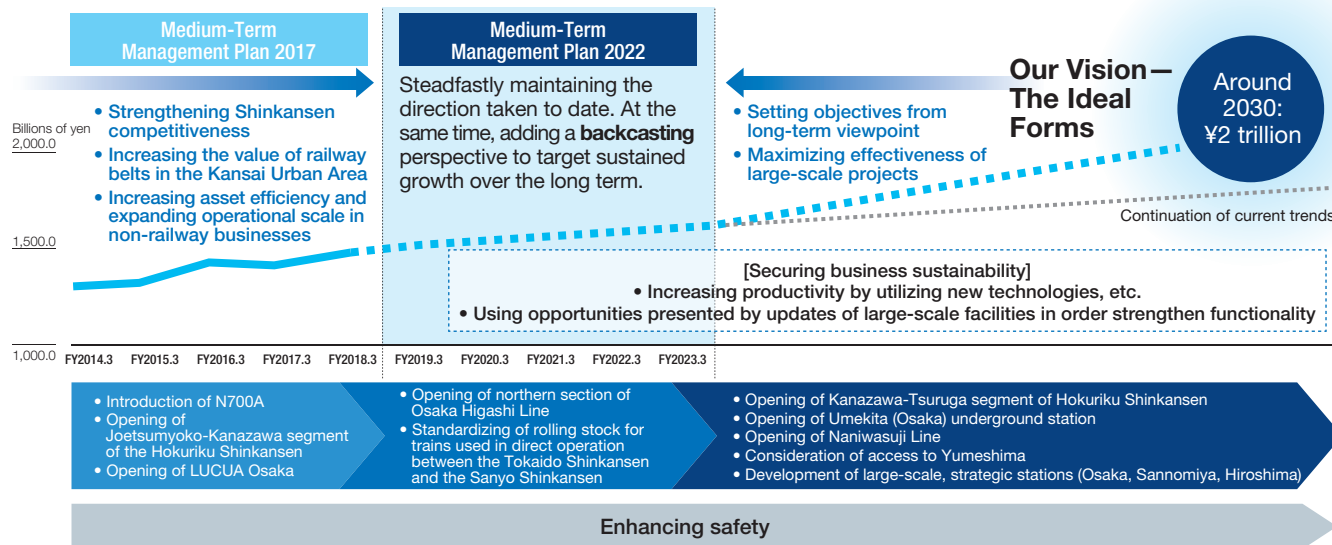 Medium-Term
Management Plan 2017
Medium-Term
Management Plan 2022
Steadfastly maintaining the
direction taken to date. At the
same time, adding a backcasting
perspective to target sustained
growth over the long term.
• Strengthening Shinkansen
competitiveness
• Increasing the value of railway
belts in the Kansai Urban Area
• Increasing asset efficiency and
expanding operational scale in
non-railway businesses
• Setting objectives from
long-term viewpoint
• Maximizing effectiveness of
large-scale projects
Our Vision—
The Ideal
Forms
Around
2030:
¥2 trillion
Billions of yen
2,000.0
1,500.0
1,000.0
Continuation of current trends
[Securing business sustainability]
• Increasing productivity by utilizing new technologies, etc.
• Using opportunities presented by updates of large-scale facilities in order strengthen functionality
FY2014.3 FY2015.3 FY2016.3 FY2017.3 FY2018.3 FY2019.3 FY2020.3 FY2021.3 FY2022.3 FY2023.3
• Introduction of N700A
• Opening of
Joetsumyoko-Kanazawa segment
of the Hokuriku Shinkansen
• Opening of LUCUA Osaka
• Opening of northern section of
Osaka Higashi Line
• Standardizing of rolling stock for
trains used in direct operation
between the Tokaido Shinkansen
and the Sanyo Shinkansen
• Opening of Kanazawa-Tsuruga segment of Hokuriku Shinkansen
• Opening of Umekita (Osaka) underground station
• Opening of Naniwasuji Line
• Consideration of access to Yumeshima
• Development of large-scale, strategic stations (Osaka, Sannomiya, Hiroshima)
Enhancing safety